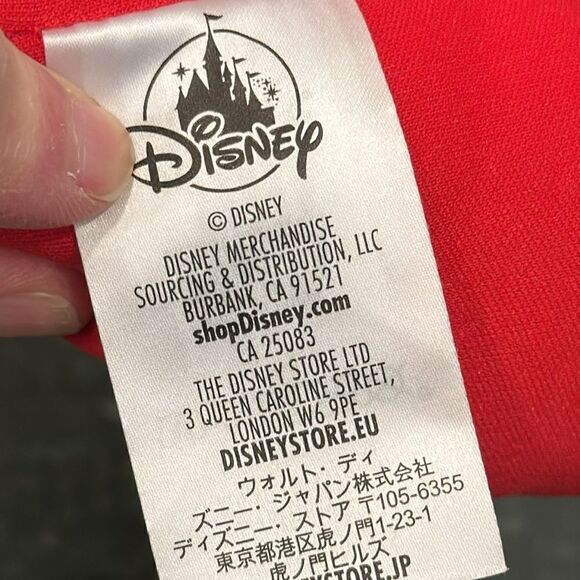 Disney
© DISNEY
DISNEY MERCHANDISE
SOURCING & DISTRIBUTION, LLC
BURBANK, CA 91521
shopDisney.com
CA 25083
THE DISNEY STORE LTD
3 QUEEN CAROLINE STREET,
LONDON W6 9PE
DISNEYSTORE.EU
ウォルト・ディ
ズニー・ジャパン株式会社
ディズニー・ストア 〒105-6355
東京都港区虎ノ門1-23-1
虎ノ門ヒルズ
DISNEYSTORE.JP